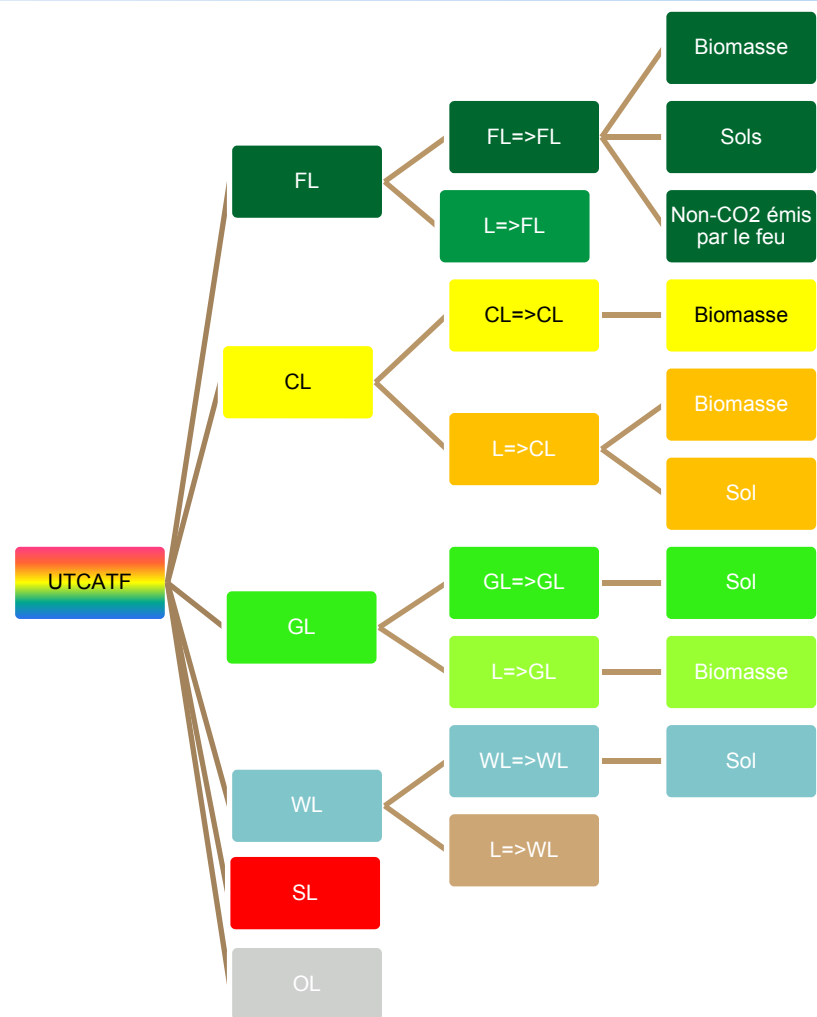 Biomasse
FL=>FL
Sols
FL
L=>FL
Non-CO2 émis
par le feu
CL=>CL
Biomasse
CL
Biomasse
L=>CL
Sol
UTCATF
GL=>GL
Sol
GL
L=>GL
Biomasse
WL=>WL
Sol
WL
L=>WL
SL
OL